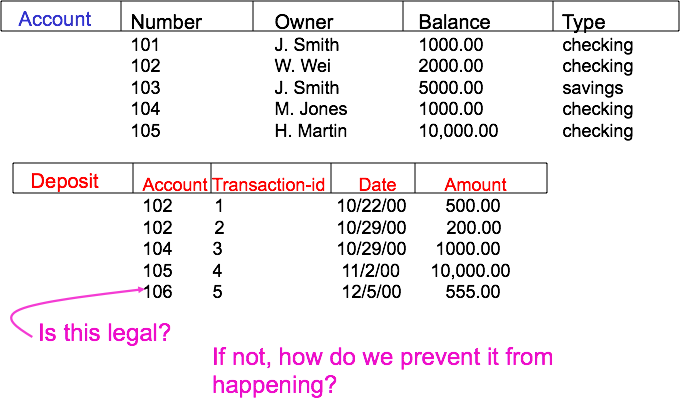 Account Number Owner Balance Type
101 J. Smith 1000.00 checking
102 W. Wei 2000.00 checking
103 J. Smith 5000.00 savings
104 M. Jones 1000.00 checking
105 H. Martin 10,000.00 checking
Deposit Account Transaction-id Date Amount
102 1 10/22/00 500.00
102 2 10/29/00 200.00
104 3 10/29/00 1000.00
105 4 11/2/00 10,000.00
106 5 12/5/00 555.00
Is this legal?
If not, how do we prevent it from
happening?